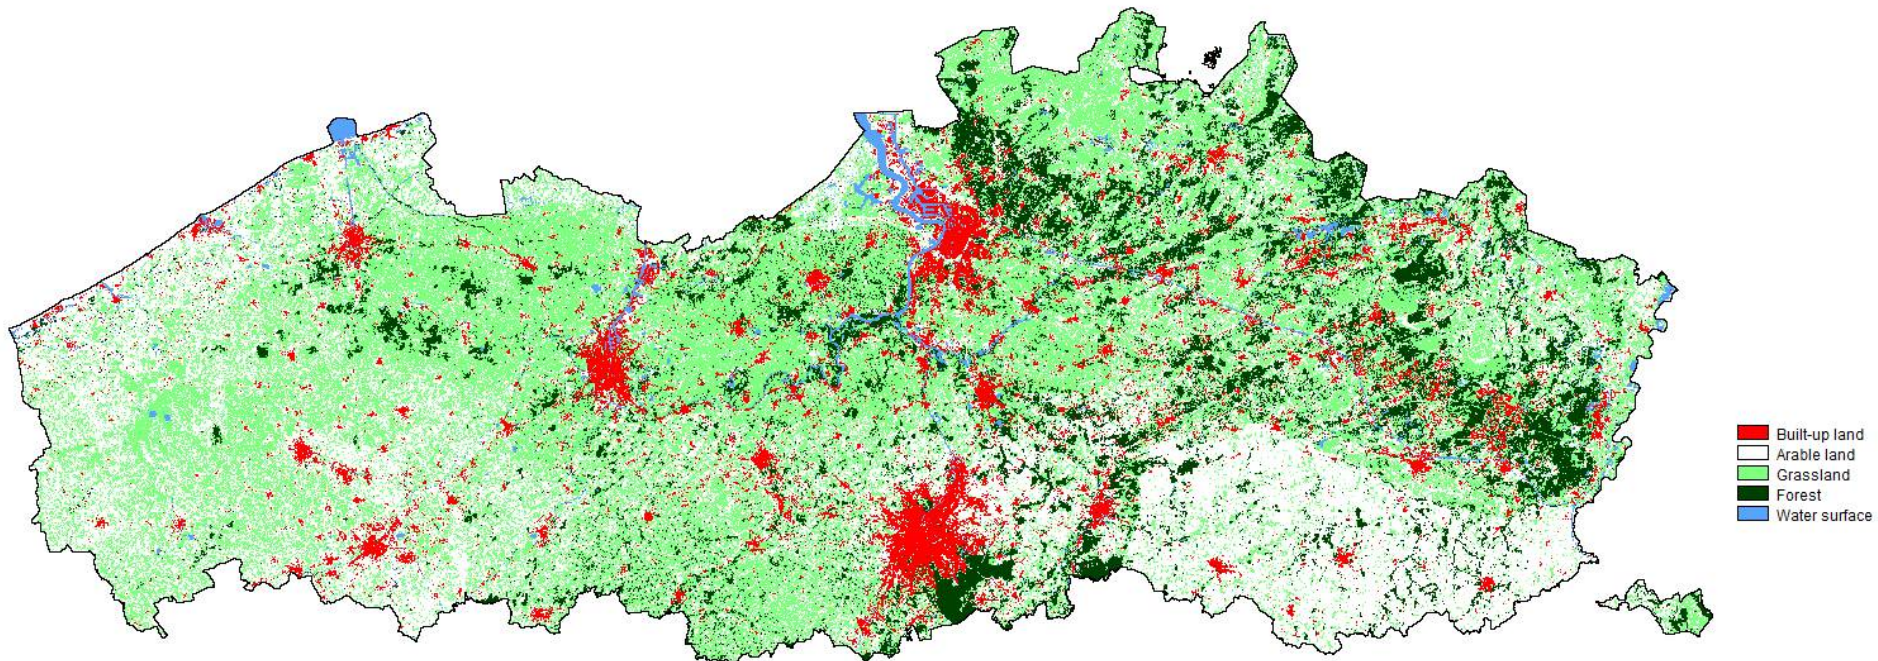 Built-up land
Arable land
Grassland
Forest
Water surface